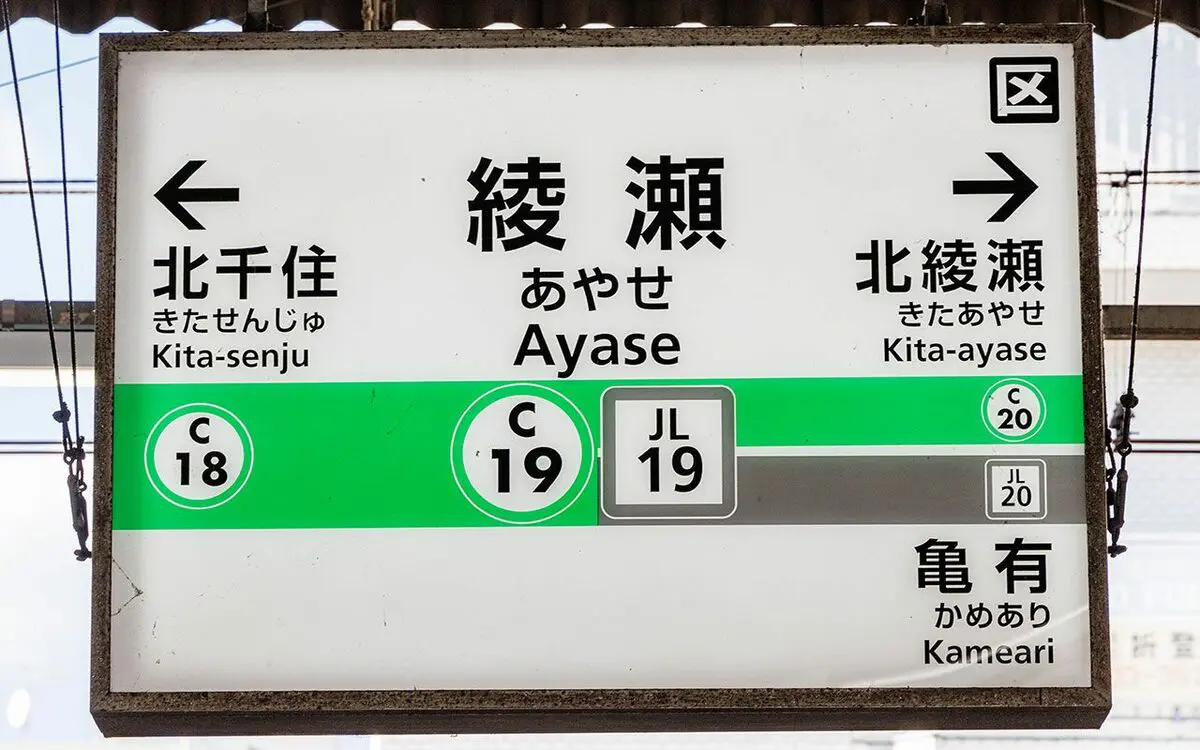 区
綾瀬
あやせ
Ayase
北千住
きたせんじゅ
Kita-senju
北綾瀬
きたあやせ
Kita-ayase
C
18
C
19
JL
19
C
20
JL
20
亀有
かめあり
Kameari